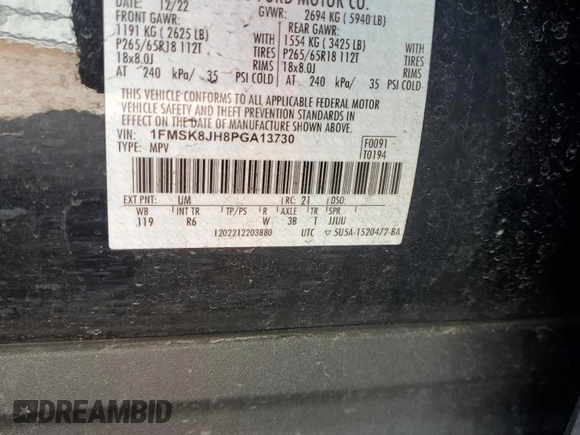 FORD MOTOR CO.
DATE: 12/22 GVWR: 2694 KG ( 5940 LB)
FRONT GAWR: REAR GAWR:
1191 KG ( 2625 LB) 1554 KG ( 3425 LB)
P265/65R18 112T TIRES P265/65R18 112T TIRES
18x8.0J RIMS 18x8.0J RIMS
AT 240 kPa/ 35 PSI COLD AT 240 kPa/ 35 PSI COLD
THIS VEHICLE CONFORMS TO ALL APPLICABLE FEDERAL MOTOR
VEHICLE SAFETY AND THEFT PREVENTION STANDARDS IN
EFFECT ON THE DATE OF MANUFACTURE SHOWN ABOVE.
VIN: 1FMSK8JH8PGA13730 F0091
TYPE: MPV T0194
EXT PNT: UM RC: 21 DSO:
WB INT TR TP/PS R AXLE TR SPR
119 R6 W 3B T JJUU
1202212203880 UTC ▽ 5U5A-1520472-BA
DREAMBID